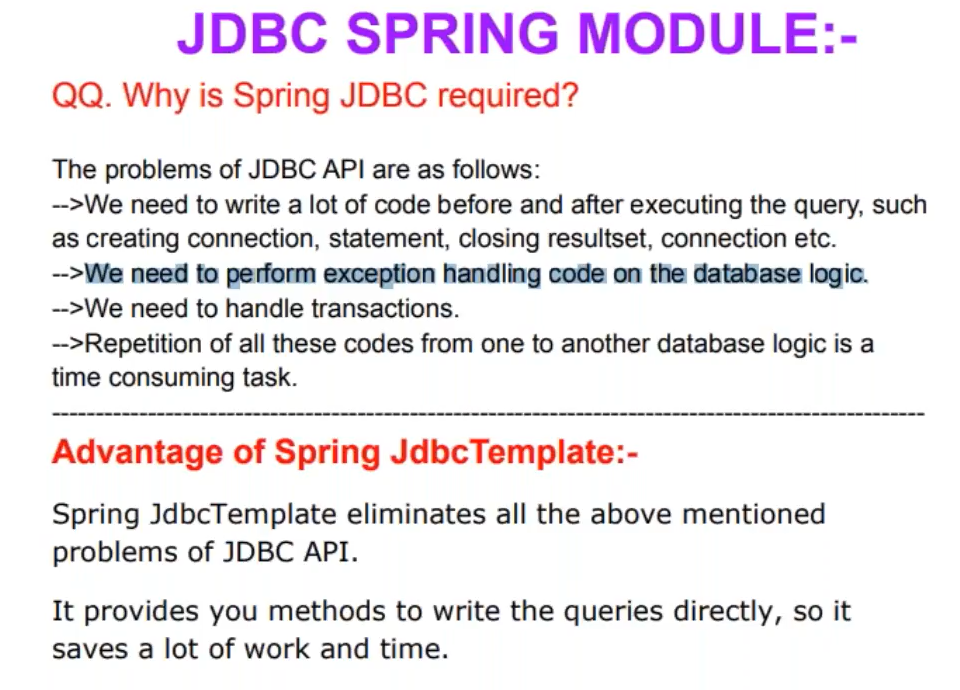 JDBC SPRING MODULE:-
QQ. Why is Spring JDBC required?
The problems of JDBC API are as follows:
-->We need to write a lot of code before and after executing the query, such
as creating connection, statement, closing resultset, connection etc.
-->We need to perform exception handling code on the database logic.
-->We need to handle transactions.
-->Repetition of all these codes from one to another database logic is a
time consuming task.
----------------------------------------------------------------------------------------------------
Advantage of Spring JdbcTemplate:-
Spring JdbcTemplate eliminates all the above mentioned
problems of JDBC API.
It provides you methods to write the queries directly, so it
saves a lot of work and time.